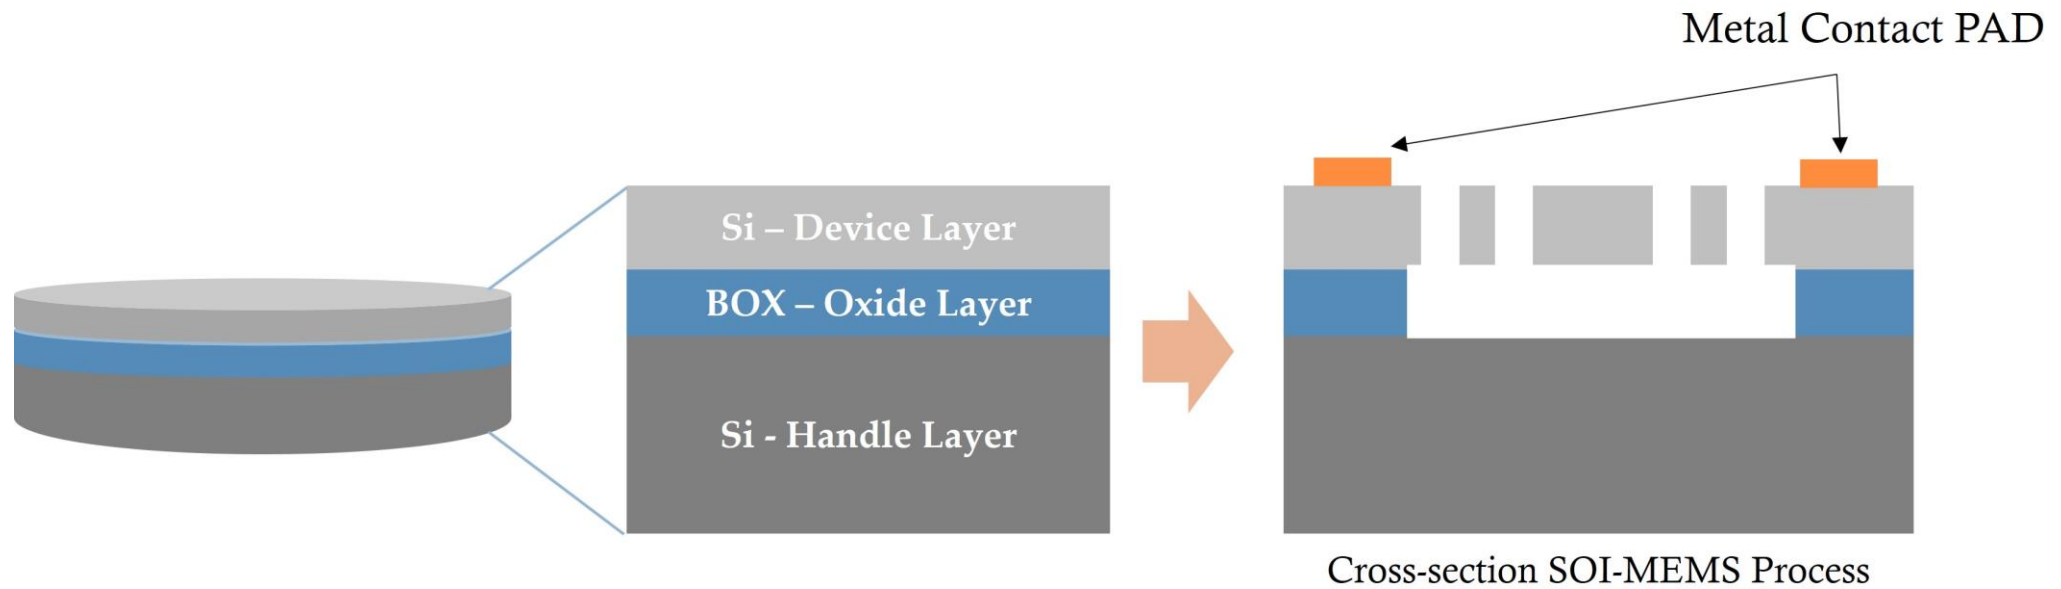 Metal Contact PAD
Si – Device Layer
BOX – Oxide Layer
Si - Handle Layer
Cross-section SOI-MEMS Process